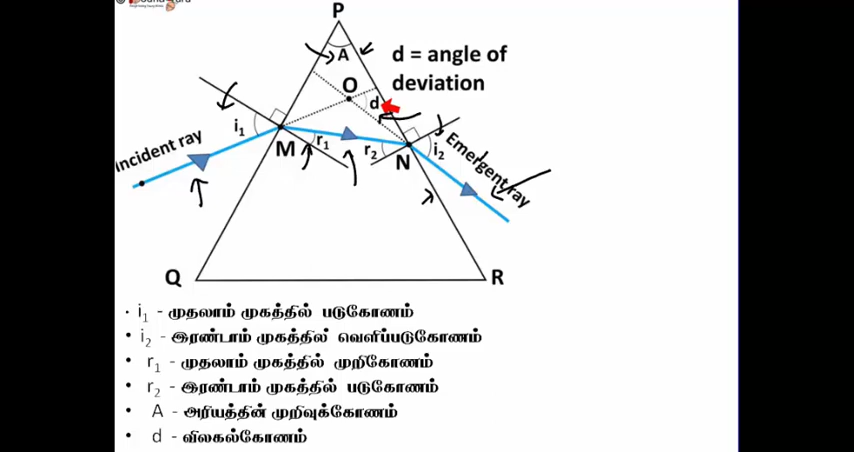 P
A
d = angle of
deviation
O
d
i1
M
r1
r2
N
i2
Incident ray
Emergent ray
Q
R
· i1 - முதலாம் முகத்தில் படுகோணம்
• i2 - இரண்டாம் முகத்தில் வெளிப்படுகோணம்
• r1 - முதலாம் முகத்தில் முறிகோணம்
• r2 - இரண்டாம் முகத்தில் படுகோணம்
• A - அரியத்தின் முறிவுக்கோணம்
• d - விலகல்கோணம்